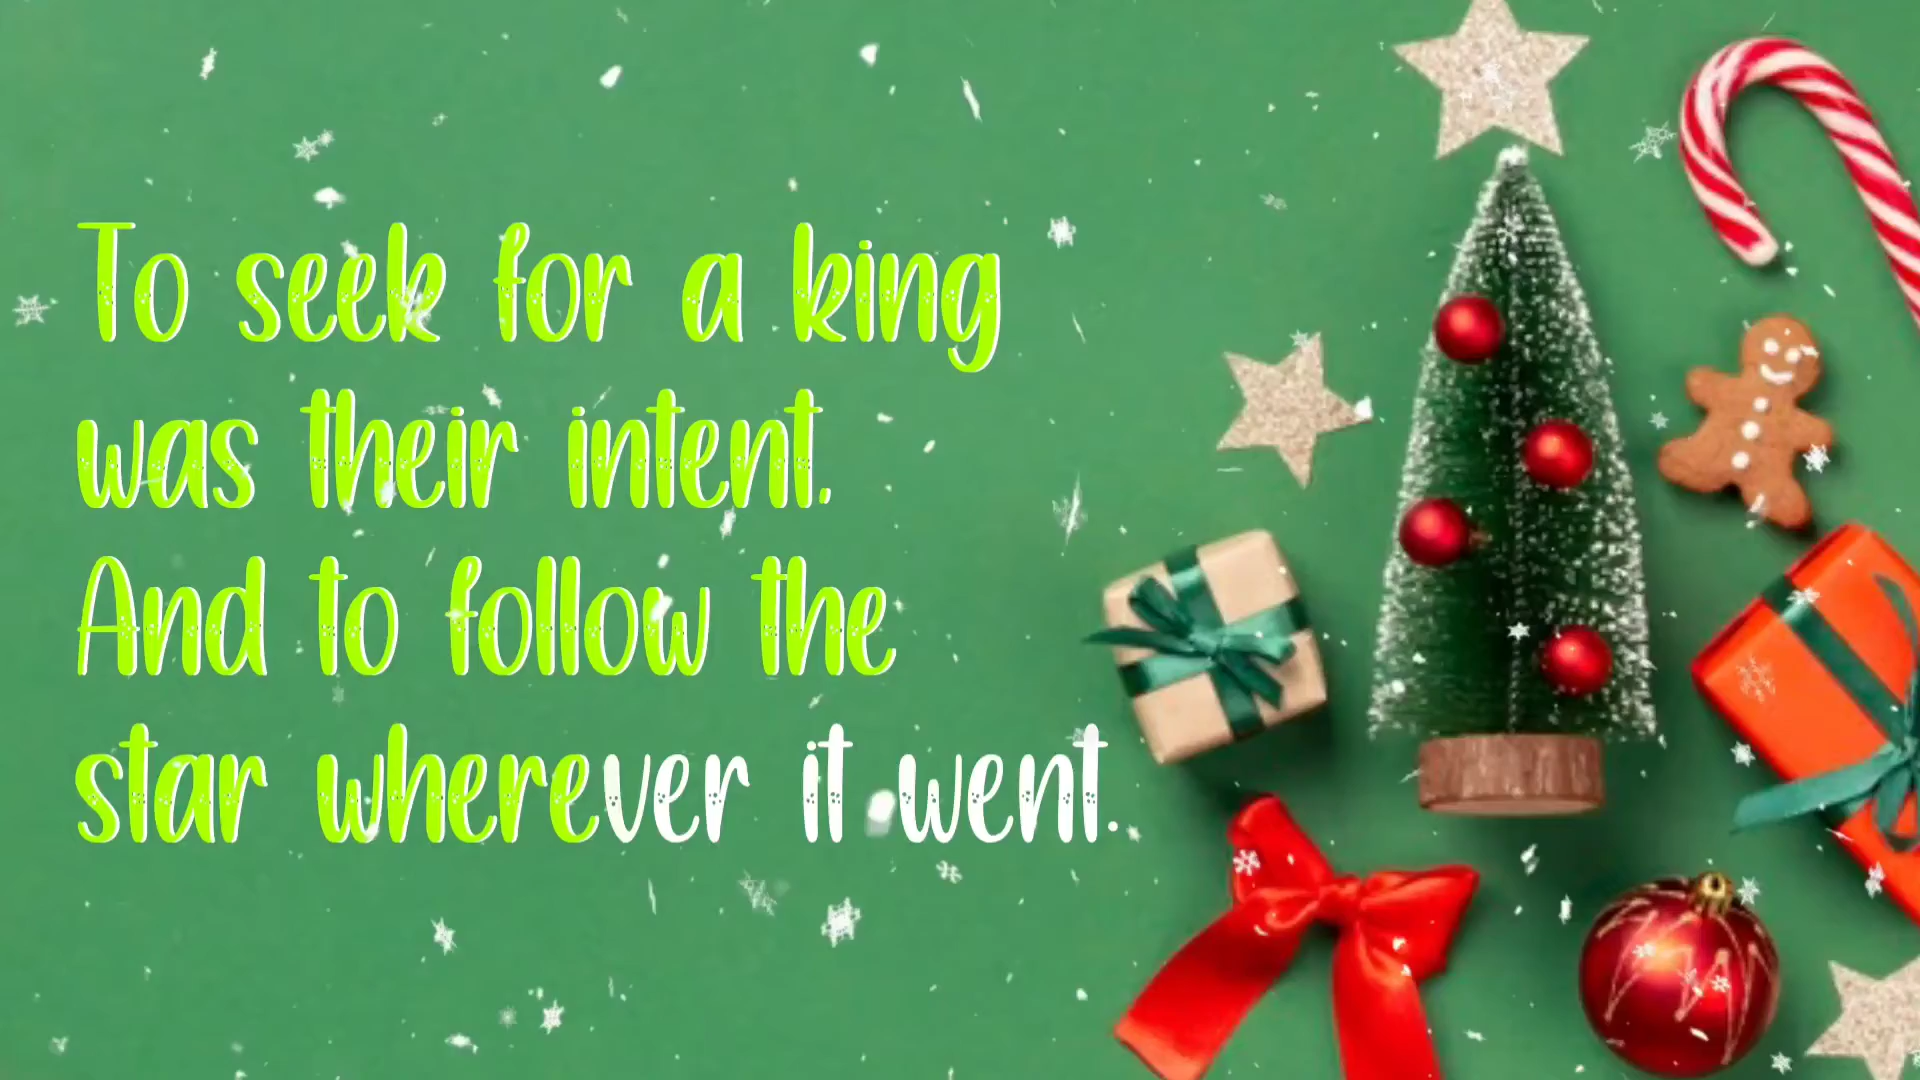 To seek for a king
was their intent.
And to follow the
star wherever it went.